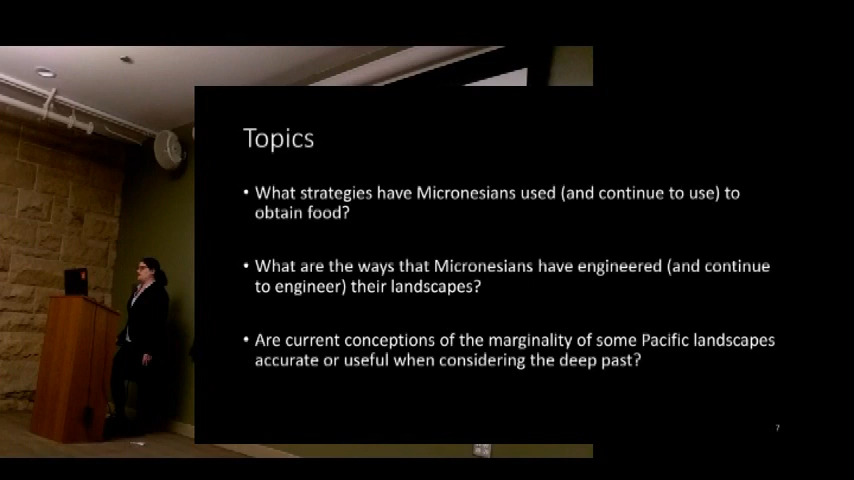 Topics
• What strategies have Micronesians used (and continue to use) to
obtain food?
• What are the ways that Micronesians have engineered (and continue
to engineer) their landscapes?
• Are current conceptions of the marginality of some Pacific landscapes
accurate or useful when considering the deep past?
7